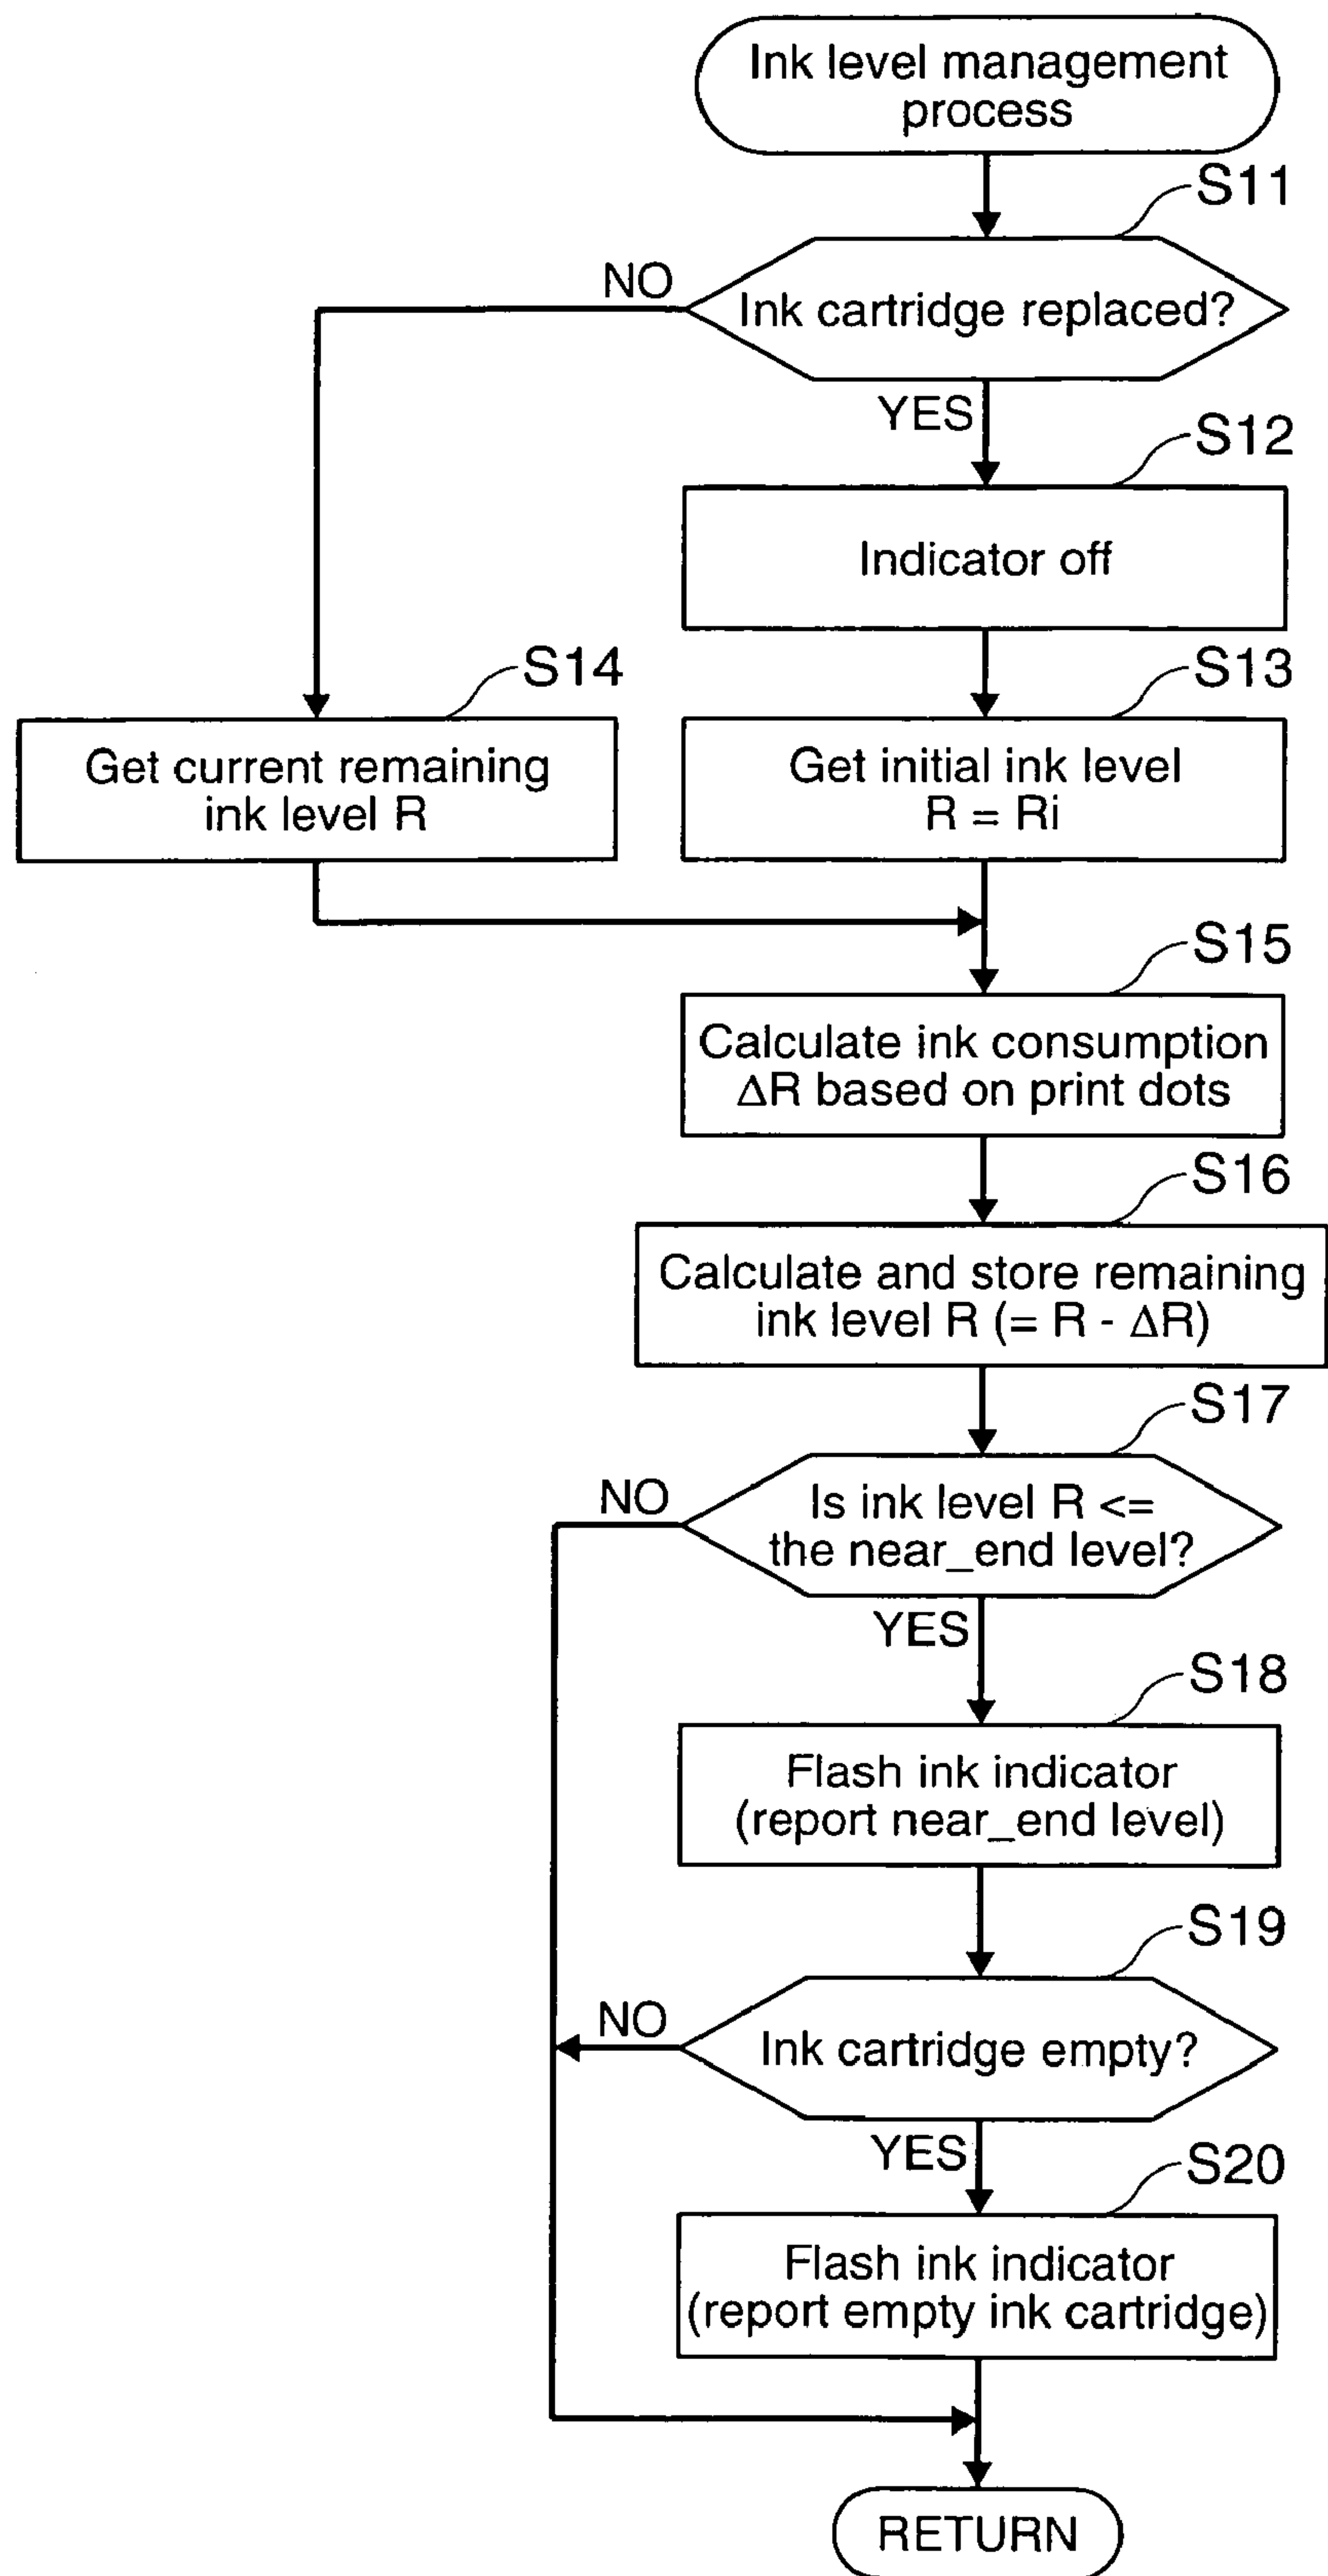 Ink level management
process
S11
NO
Ink cartridge replaced?
YES
S12
Indicator off
S14
S13
Get current remaining
ink level R
Get initial ink level
R = Ri
S15
Calculate ink consumption
ΔR based on print dots
S16
Calculate and store remaining
ink level R (= R - ΔR)
S17
NO
Is ink level R <=
the near_end level?
YES
S18
Flash ink indicator
(report near_end level)
S19
NO
Ink cartridge empty?
YES
S20
Flash ink indicator
(report empty ink cartridge)
RETURN